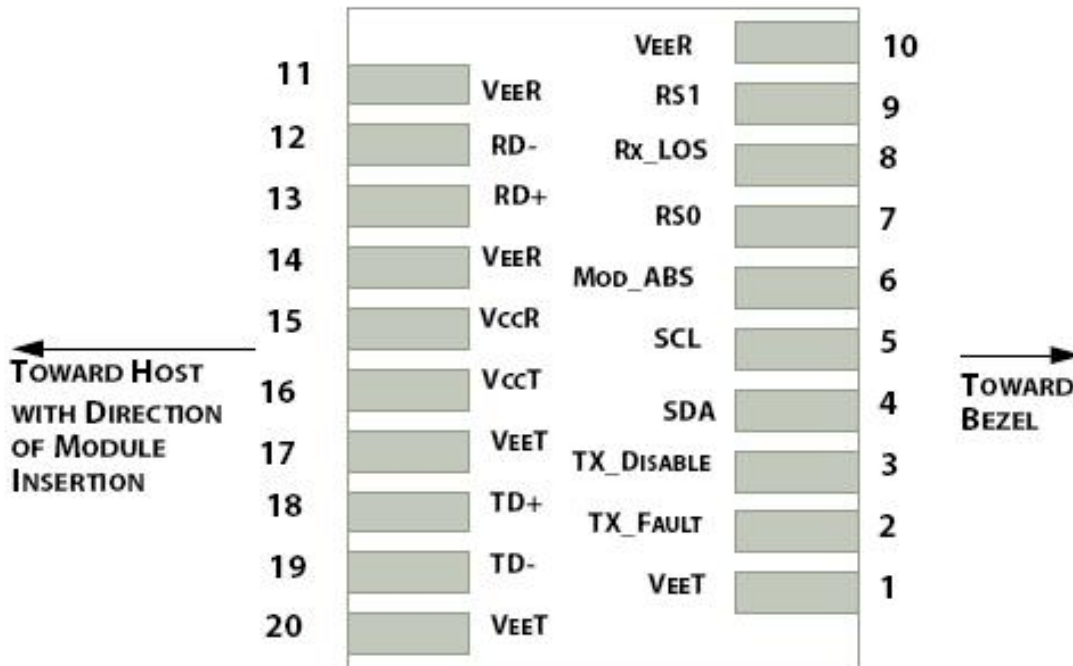 VEER 10
11 VEER
RS1 9
12 RD-
RX_LOS 8
13 RD+
RS0 7
14 VEER
MOD_ABS 6
15 VCCR
SCL 5
TOWARD HOST
WITH DIRECTION
OF MODULE
INSERTION
TOWARD
BEZEL
16 VCCT
SDA 4
17 VEET
TX_DISABLE 3
18 TD+
TX_FAULT 2
19 TD-
VEET 1
20 VEET